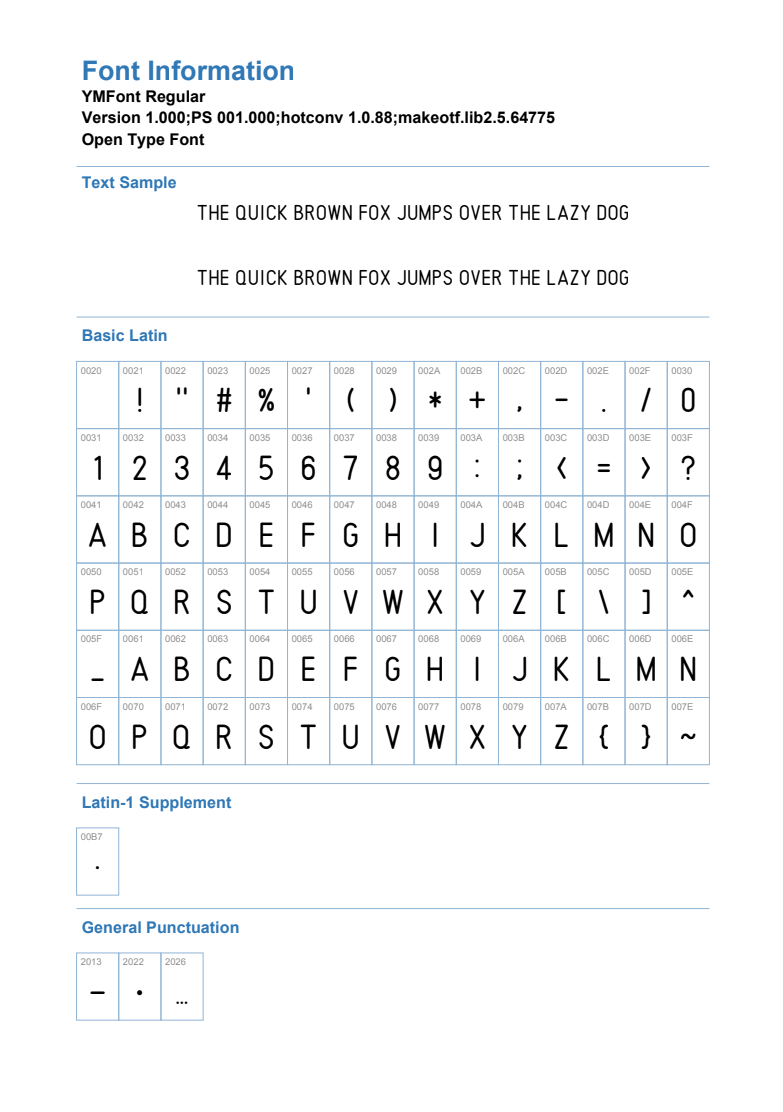 Font Information
YMFont Regular
Version 1.000;PS 001.000;hotconv 1.0.88;makeotf.lib2.5.64775
Open Type Font
Text Sample
THE QUICK BROWN FOX JUMPS OVER THE LAZY DOG
THE QUICK BROWN FOX JUMPS OVER THE LAZY DOG
Basic Latin
0020 0021 0022 0023 0025 0027 0028 0029 002A 002B 002C 002D 002E 002F 0030
! " # % ' ( ) * + , - . / 0
0031 0032 0033 0034 0035 0036 0037 0038 0039 003A 003B 003C 003D 003E 003F
1 2 3 4 5 6 7 8 9 : ; < = > ?
0041 0042 0043 0044 0045 0046 0047 0048 0049 004A 004B 004C 004D 004E 004F
A B C D E F G H I J K L M N O
0050 0051 0052 0053 0054 0055 0056 0057 0058 0059 005A 005B 005C 005D 005E
P Q R S T U V W X Y Z [ \ ] ^
005F 0061 0062 0063 0064 0065 0066 0067 0068 0069 006A 006B 006C 006D 006E
_ A B C D E F G H I J K L M N
006F 0070 0071 0072 0073 0074 0075 0076 0077 0078 0079 007A 007B 007D 007E
O P Q R S T U V W X Y Z { } ~
Latin-1 Supplement
00B7
·
General Punctuation
2013 2022 2026
– • …